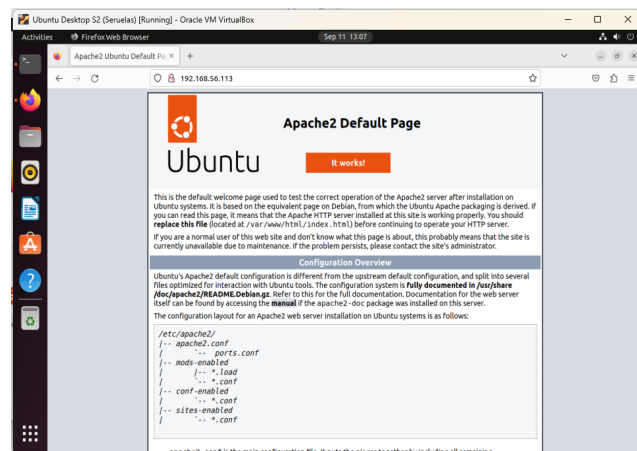 Ubuntu Desktop S2 (Seruelas) [Running] - Oracle VM VirtualBox
Activities Firefox Web Browser Sep 11 13:07
Apache2 Ubuntu Default Pa
192.168.56.113
Apache2 Default Page
Ubuntu
It works!
This is the default welcome page used to test the correct operation of the Apache2 server after installation on
Ubuntu systems. It is based on the equivalent page on Debian, from which the Ubuntu Apache packaging is derived. If
you can read this page, it means that the Apache HTTP server installed at this site is working properly. You should
replace this file (located at /var/www/html/index.html) before continuing to operate your HTTP server.
If you are a normal user of this web site and don't know what this page is about, this probably means that the site is
currently unavailable due to maintenance. If the problem persists, please contact the site's administrator.
Configuration Overview
Ubuntu's Apache2 default configuration is different from the upstream default configuration, and split into several
files optimized for interaction with Ubuntu tools. The configuration system is fully documented in /usr/share
/doc/apache2/README.Debian.gz. Refer to this for the full documentation. Documentation for the web server
itself can be found by accessing the manual if the apache2-doc package was installed on this server.
The configuration layout for an Apache2 web server installation on Ubuntu systems is as follows:
/etc/apache2/
|-- apache2.conf
| `-- ports.conf
|-- mods-enabled
| |-- *.load
| `-- *.conf
|-- conf-enabled
| `-- *.conf
|-- sites-enabled
| `-- *.conf